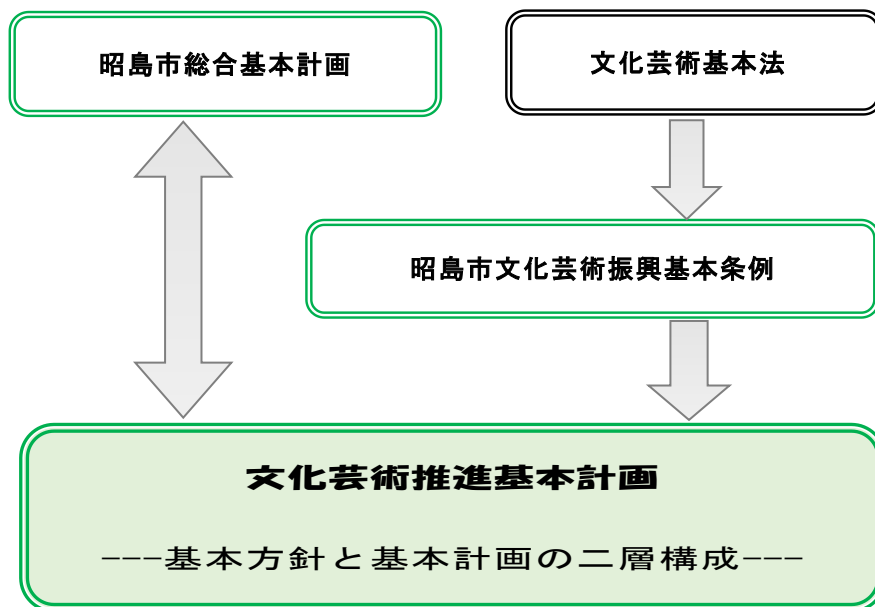 昭島市総合基本計画
文化芸術基本法
昭島市文化芸術振興基本条例
文化芸術推進基本計画
---基本方針と基本計画の二層構成---